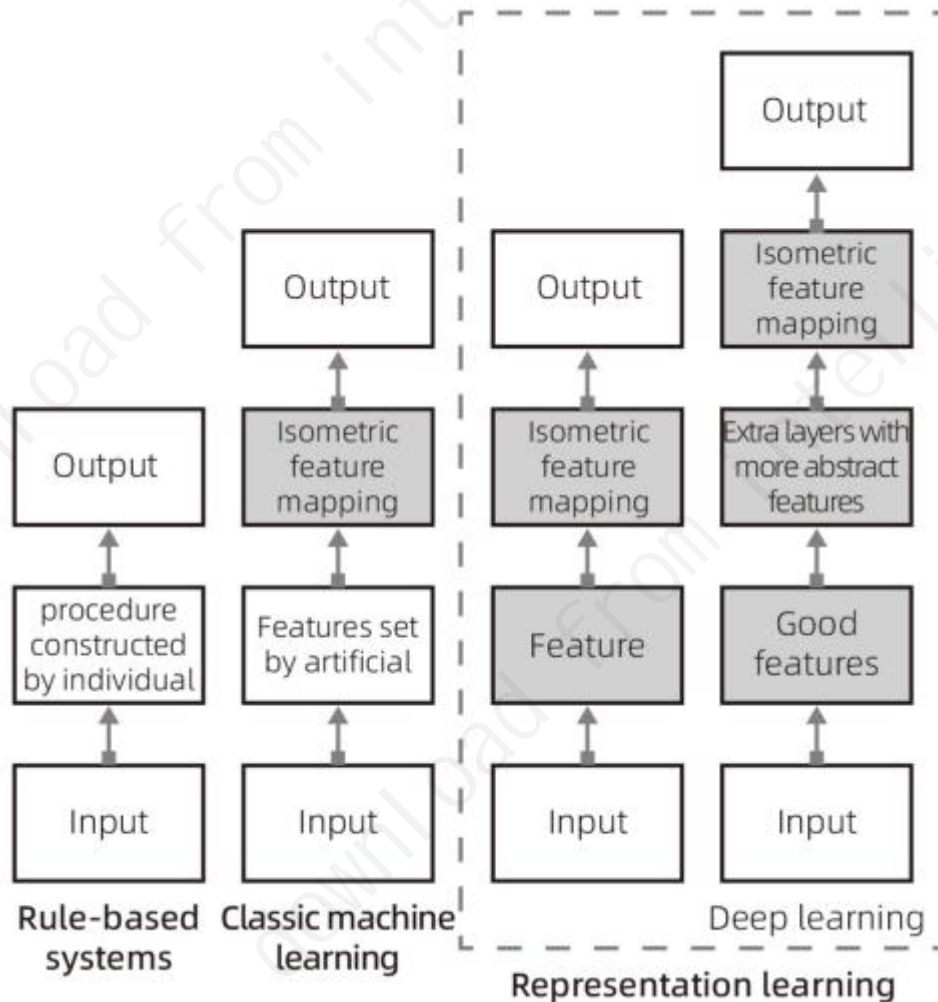 Output
Isometric
feature
mapping
Output
Output
Output
Isometric
feature
mapping
Isometric
feature
mapping
Extra layers with
more abstract
features
procedure
constructed
by individual
Features set
by artificial
Feature
Good
features
Input
Input
Input
Input
Rule-based
systems
Classic machine
learning
Deep learning
Representation learning
download from